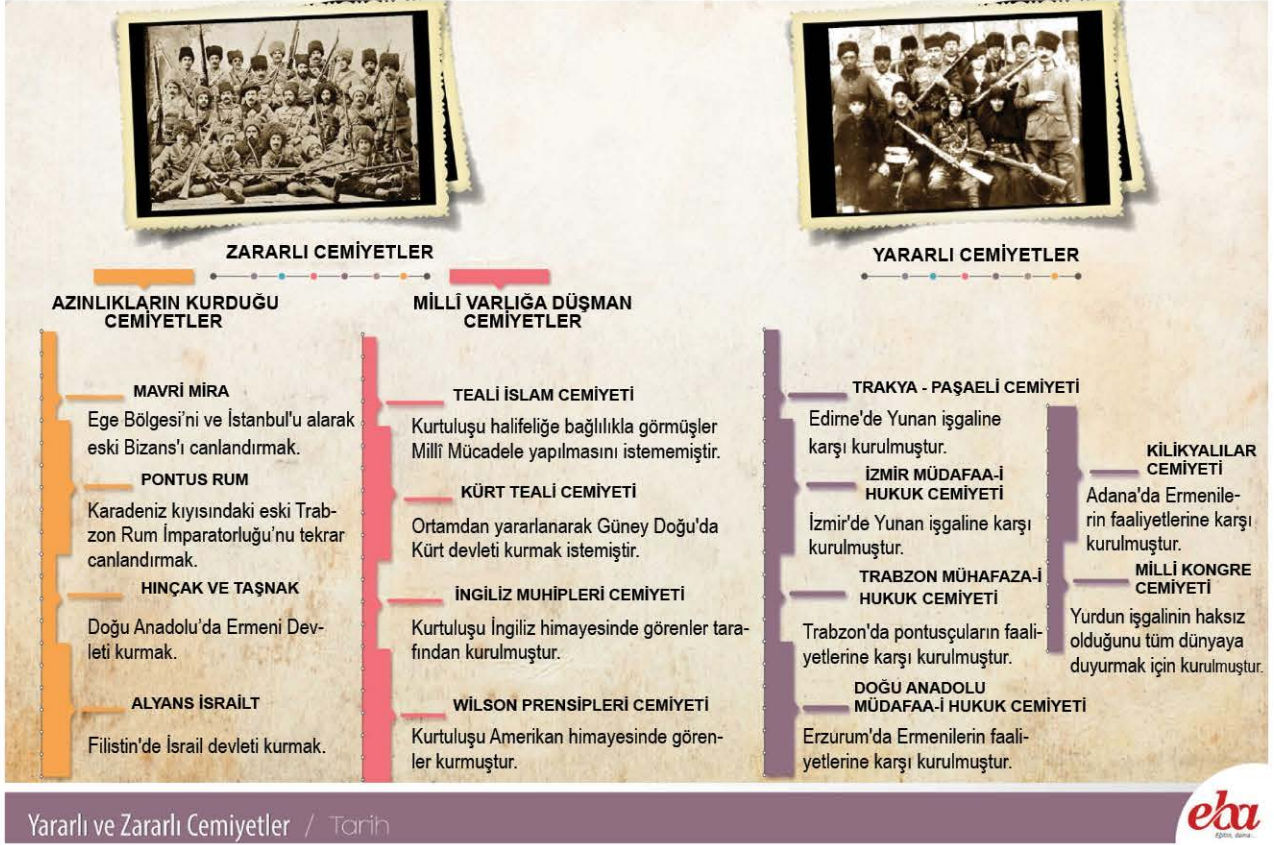 ZARARLI CEMİYETLER
AZINLIKLARIN KURDUĞU
CEMİYETLER
MAVRİ MİRA
Ege Bölgesi’ni ve İstanbul'u alarak
eski Bizans'ı canlandırmak.
PONTUS RUM
Karadeniz kıyısındaki eski Trab-
zon Rum İmparatorluğu’nu tekrar
canlandırmak.
HINÇAK VE TAŞNAK
Doğu Anadolu’da Ermeni Dev-
leti kurmak.
ALYANS İSRAİLT
Filistin'de İsrail devleti kurmak.
MİLLÎ VARLIĞA DÜŞMAN
CEMİYETLER
TEALİ İSLAM CEMİYETİ
Kurtuluşu halifeliğe bağlılıkla görmüşler
Millî Mücadele yapılmasını istememiştir.
KÜRT TEALİ CEMİYETİ
Ortamdan yararlanarak Güney Doğu'da
Kürt devleti kurmak istemiştir.
İNGİLİZ MUHİPLERİ CEMİYETİ
Kurtuluşu İngiliz himayesinde görenler tara-
fından kurulmuştur.
WİLSON PRENSİPLERİ CEMİYETİ
Kurtuluşu Amerikan himayesinde gören-
ler kurmuştur.
YARARLI CEMİYETLER
TRAKYA - PAŞAELİ CEMİYETİ
Edirne'de Yunan işgaline
karşı kurulmuştur.
İZMİR MÜDAFAA-İ
HUKUK CEMİYETİ
İzmir'de Yunan işgaline karşı
kurulmuştur.
TRABZON MÜHAFAZA-İ
HUKUK CEMİYETİ
Trabzon'da pontusçuların faali-
yetlerine karşı kurulmuştur.
DOĞU ANADOLU
MÜDAFAA-İ HUKUK CEMİYETİ
Erzurum'da Ermenilerin faali-
yetlerine karşı kurulmuştur.
KİLİKYALILAR
CEMİYETİ
Adana'da Ermenile-
rin faaliyetlerine karşı
kurulmuştur.
MİLLİ KONGRE
CEMİYETİ
Yurdun işgalinin haksız
olduğunu tüm dünyaya
duyurmak için kurulmuştur.
Yararlı ve Zararlı Cemiyetler / Tarih
eba
Eğitim, daima...